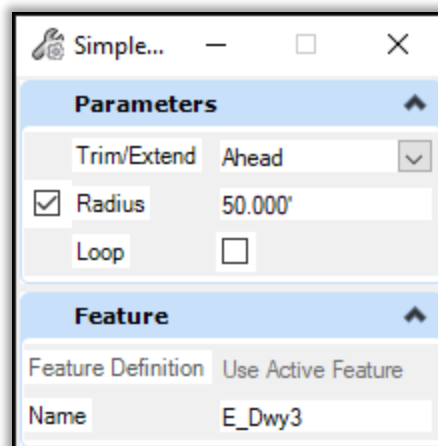 Simple...
Parameters
Trim/Extend Ahead
Radius 50.000'
Loop
Feature
Feature Definition Use Active Feature
Name E_Dwy3